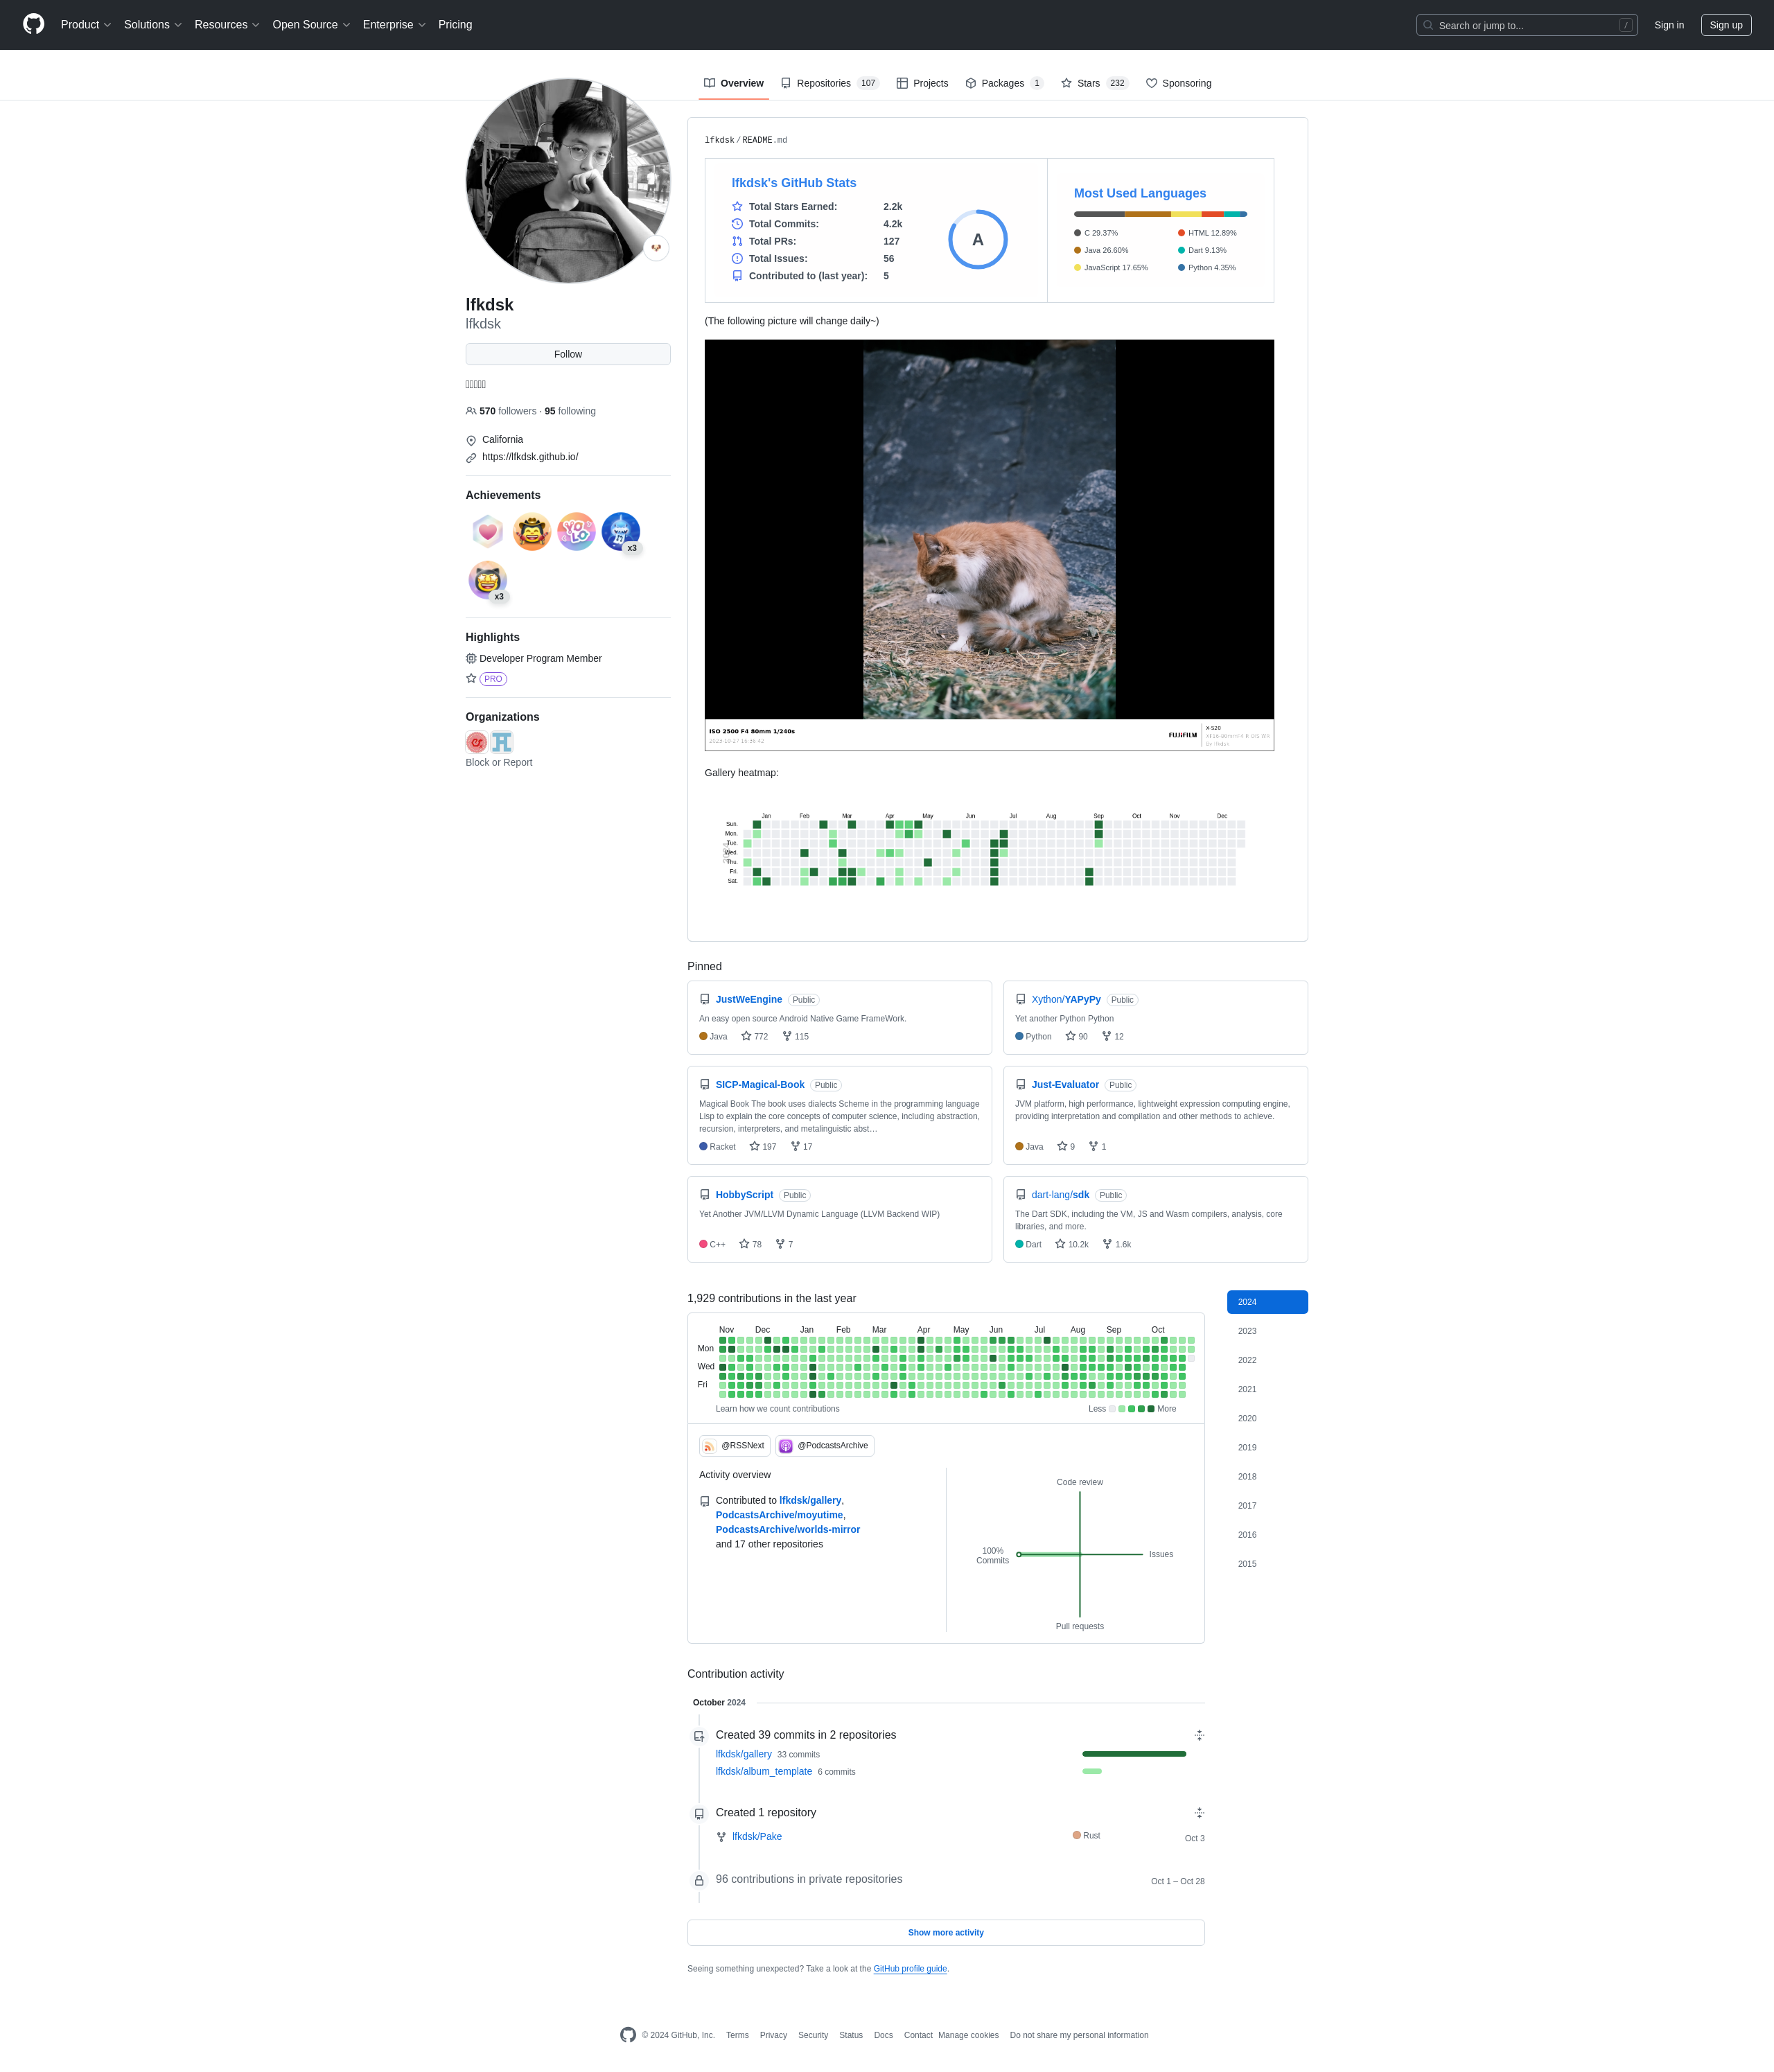 Product Solutions Resources Open Source Enterprise Pricing
Search or jump to... / Sign in Sign up
Overview Repositories 107 Projects Packages 1 Stars 232 Sponsoring
lfkdsk
lfkdsk
Follow
570 followers · 95 following
California
https://lfkdsk.github.io/
Achievements
YOLO
x3
x3
Highlights
Developer Program Member
PRO
Organizations
Block or Report
lfkdsk / README.md
lfkdsk's GitHub Stats
Total Stars Earned: 2.2k
Total Commits: 4.2k
Total PRs: 127
Total Issues: 56
Contributed to (last year): 5
A
Most Used Languages
C 29.37% HTML 12.89%
Java 26.60% Dart 9.13%
JavaScript 17.65% Python 4.35%
(The following picture will change daily~)
ISO 2500 F4 80mm 1/240s
FUJIFILM
X-S20
Gallery heatmap:
Jan Feb Mar Apr May Jun Jul Aug Sep Oct Nov Dec
Sun.
Mon.
Tue.
Wed.
Thu.
Fri.
Sat.
Pinned
JustWeEngine Public
An easy open source Android Native Game FrameWork.
Java 772 115
Xython/YAPyPy Public
Yet another Python Python
Python 90 12
SICP-Magical-Book Public
Magical Book The book uses dialects Scheme in the programming language
Lisp to explain the core concepts of computer science, including abstraction,
recursion, interpreters, and metalinguistic abst…
Racket 197 17
Just-Evaluator Public
JVM platform, high performance, lightweight expression computing engine,
providing interpretation and compilation and other methods to achieve.
Java 9 1
HobbyScript Public
Yet Another JVM/LLVM Dynamic Language (LLVM Backend WIP)
C++ 78 7
dart-lang/sdk Public
The Dart SDK, including the VM, JS and Wasm compilers, analysis, core
libraries, and more.
Dart 10.2k 1.6k
1,929 contributions in the last year
Nov Dec Jan Feb Mar Apr May Jun Jul Aug Sep Oct
Mon
Wed
Fri
Learn how we count contributions
Less More
2024
2023
2022
2021
2020
2019
2018
2017
2016
2015
@RSSNext @PodcastsArchive
Activity overview
Contributed to lfkdsk/gallery,
PodcastsArchive/moyutime,
PodcastsArchive/worlds-mirror
and 17 other repositories
Code review
100%
Commits
Issues
Pull requests
Contribution activity
October 2024
Created 39 commits in 2 repositories
lfkdsk/gallery 33 commits
lfkdsk/album_template 6 commits
Created 1 repository
lfkdsk/Pake Rust Oct 3
96 contributions in private repositories Oct 1 – Oct 28
Show more activity
Seeing something unexpected? Take a look at the GitHub profile guide.
© 2024 GitHub, Inc. Terms Privacy Security Status Docs Contact Manage cookies Do not share my personal information